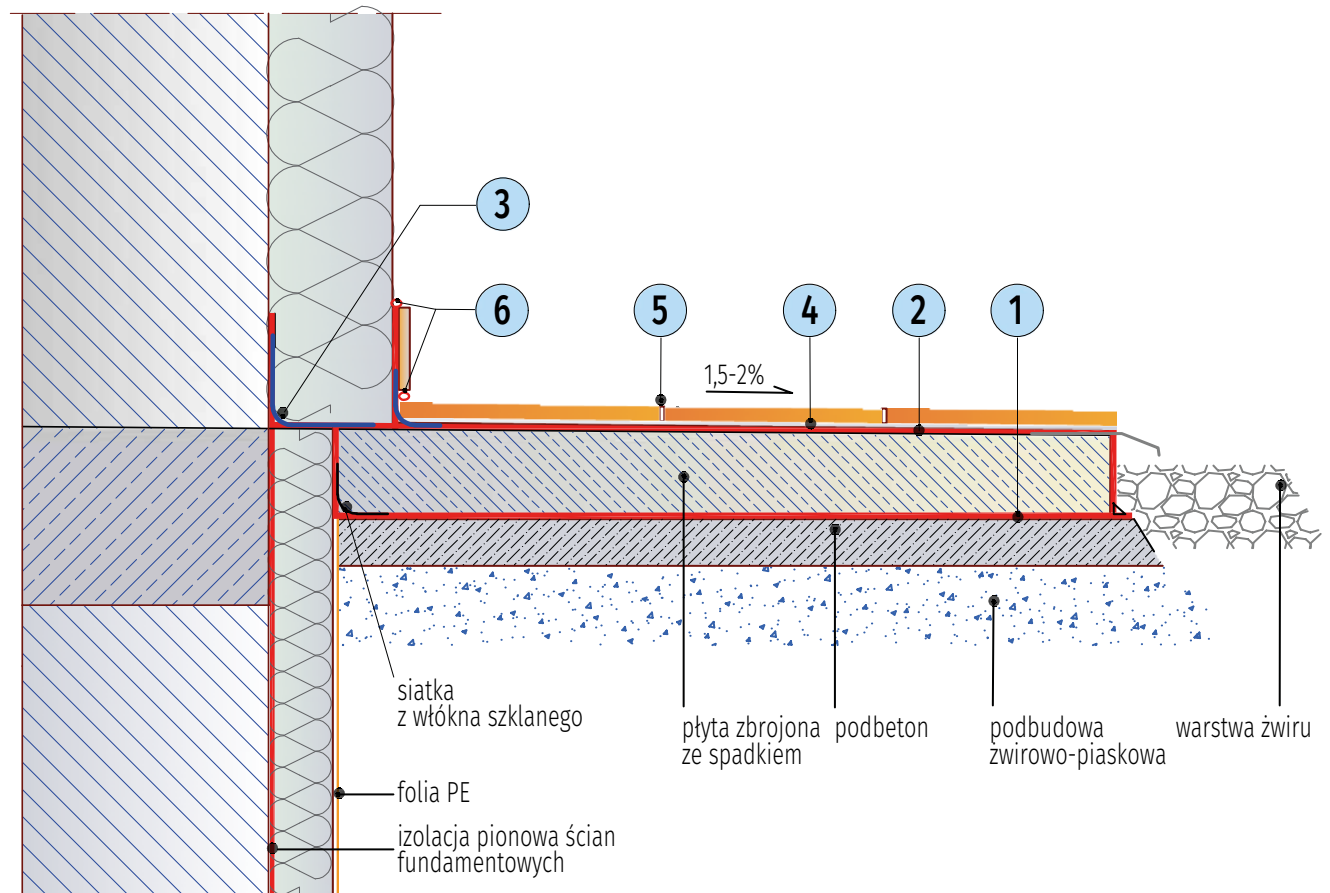 3
6
5
4
2
1
1,5-2%
siatka
z włókna szklanego
płyta zbrojona
ze spadkiem
podbeton
podbudowa
żwirowo-piaskowa
warstwa żwiru
folia PE
izolacja pionowa ścian
fundamentowych